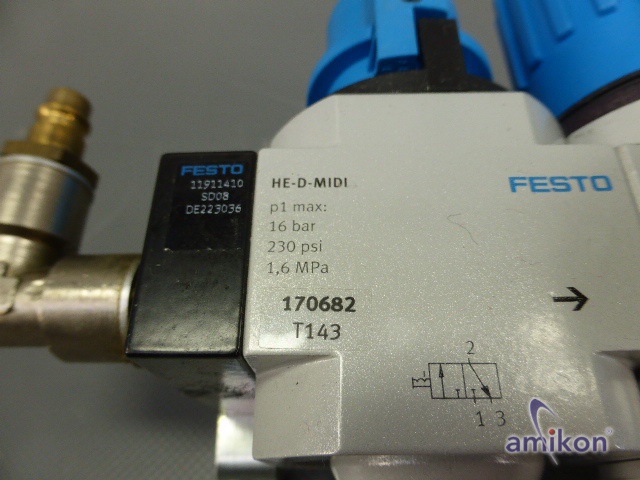 FESTO
11911410
SD08
DE223036
HE-D-MIDI
p1 max:
16 bar
230 psi
1,6 MPa
170682
T143
FESTO
2
1 3
amikon